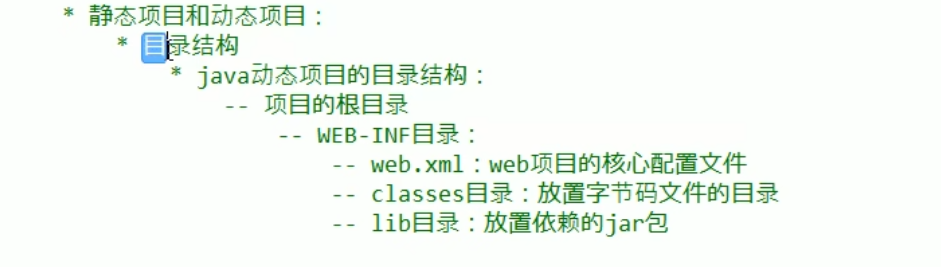 * 静态项目和动态项目：
* 目录结构
* java动态项目的目录结构：
-- 项目的根目录
-- WEB-INF目录：
-- web.xml：web项目的核心配置文件
-- classes目录：放置字节码文件的目录
-- lib目录：放置依赖的jar包